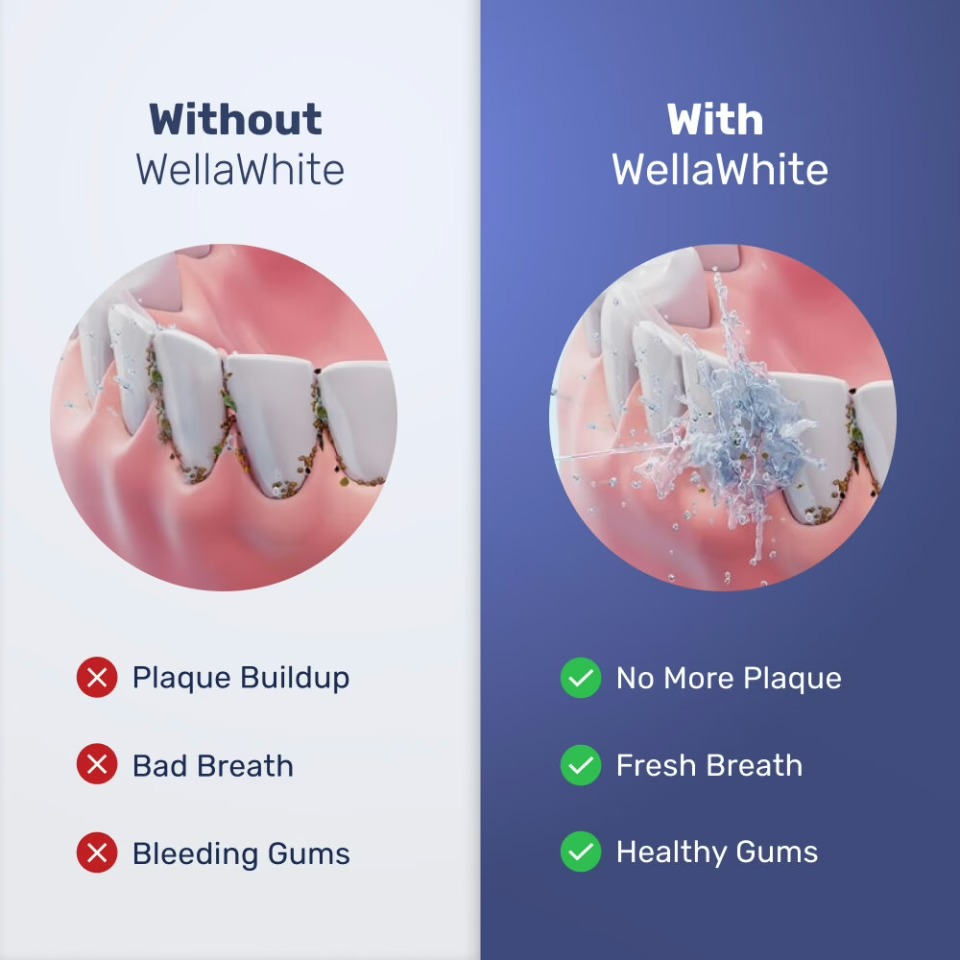 Without
WellaWhite
Plaque Buildup
Bad Breath
Bleeding Gums
With
WellaWhite
No More Plaque
Fresh Breath
Healthy Gums